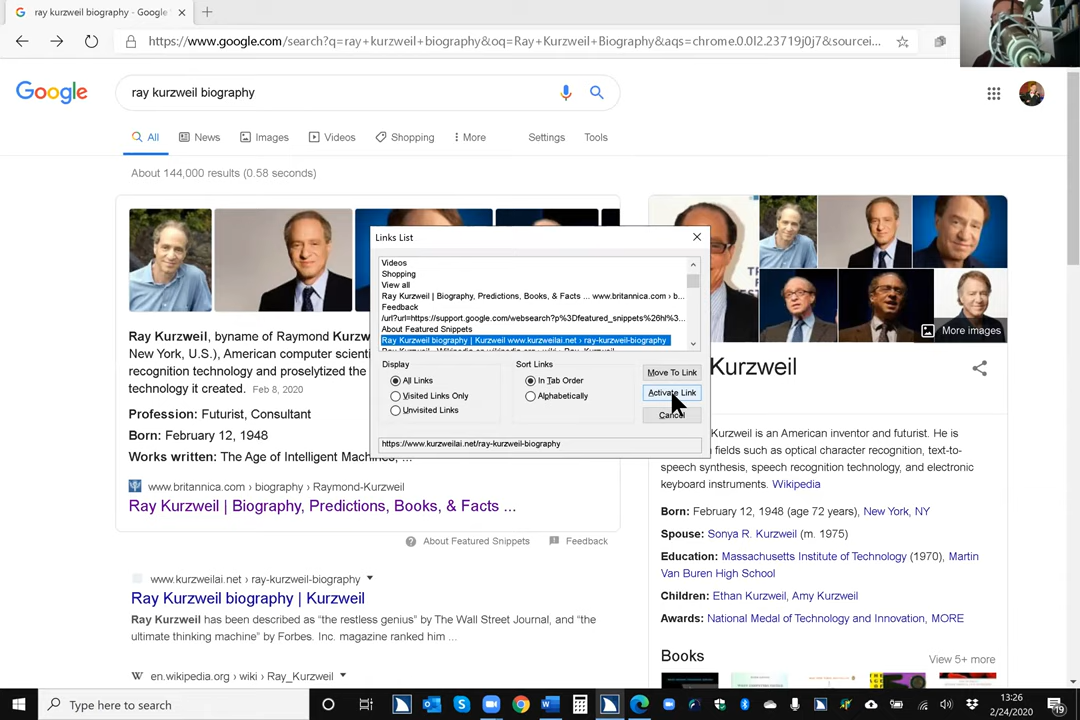 ray kurzweil biography - Google
https://www.google.com/search?q=ray+kurzweil+biography&oq=Ray+Kurzweil+Biography&aqs=chrome.0.0l2.23719j0j7&sourcei...
Google
ray kurzweil biography
All
News
Images
Videos
Shopping
More
Settings
Tools
About 144,000 results (0.58 seconds)
Ray Kurzweil, byname of Raymond Kurzw
New York, U.S.), American computer scienti
recognition technology and proselytized the
technology it created. Feb 8, 2020
Profession: Futurist, Consultant
Born: February 12, 1948
Works written: The Age of Intelligent Machines, ...
www.britannica.com › biography › Raymond-Kurzweil
Ray Kurzweil | Biography, Predictions, Books, & Facts ...
About Featured Snippets
Feedback
www.kurzweilai.net › ray-kurzweil-biography
Ray Kurzweil biography | Kurzweil
Ray Kurzweil has been described as “the restless genius” by The Wall Street Journal, and “the
ultimate thinking machine” by Forbes. Inc. magazine ranked him ...
en.wikipedia.org › wiki › Ray_Kurzweil
Links List
Videos
Shopping
View all
Ray Kurzweil | Biography, Predictions, Books, & Facts ... www.britannica.com › b...
Feedback
/url?url=https://support.google.com/websearch?p%3Dfeatured_snippets%26hl%3...
About Featured Snippets
Ray Kurzweil biography | Kurzweil www.kurzweilai.net › ray-kurzweil-biography
Ray Kurzweil - Wikipedia en.wikipedia.org › wiki › Ray_Kurzweil
Display
All Links
Visited Links Only
Unvisited Links
Sort Links
In Tab Order
Alphabetically
Move To Link
Activate Link
Cancel
https://www.kurzweilai.net/ray-kurzweil-biography
More images
Kurzweil
Kurzweil is an American inventor and futurist. He is
fields such as optical character recognition, text-to-
speech synthesis, speech recognition technology, and electronic
keyboard instruments. Wikipedia
Born: February 12, 1948 (age 72 years), New York, NY
Spouse: Sonya R. Kurzweil (m. 1975)
Education: Massachusetts Institute of Technology (1970), Martin
Van Buren High School
Children: Ethan Kurzweil, Amy Kurzweil
Awards: National Medal of Technology and Innovation, MORE
Books
View 5+ more
Type here to search
13:26
2/24/2020
19